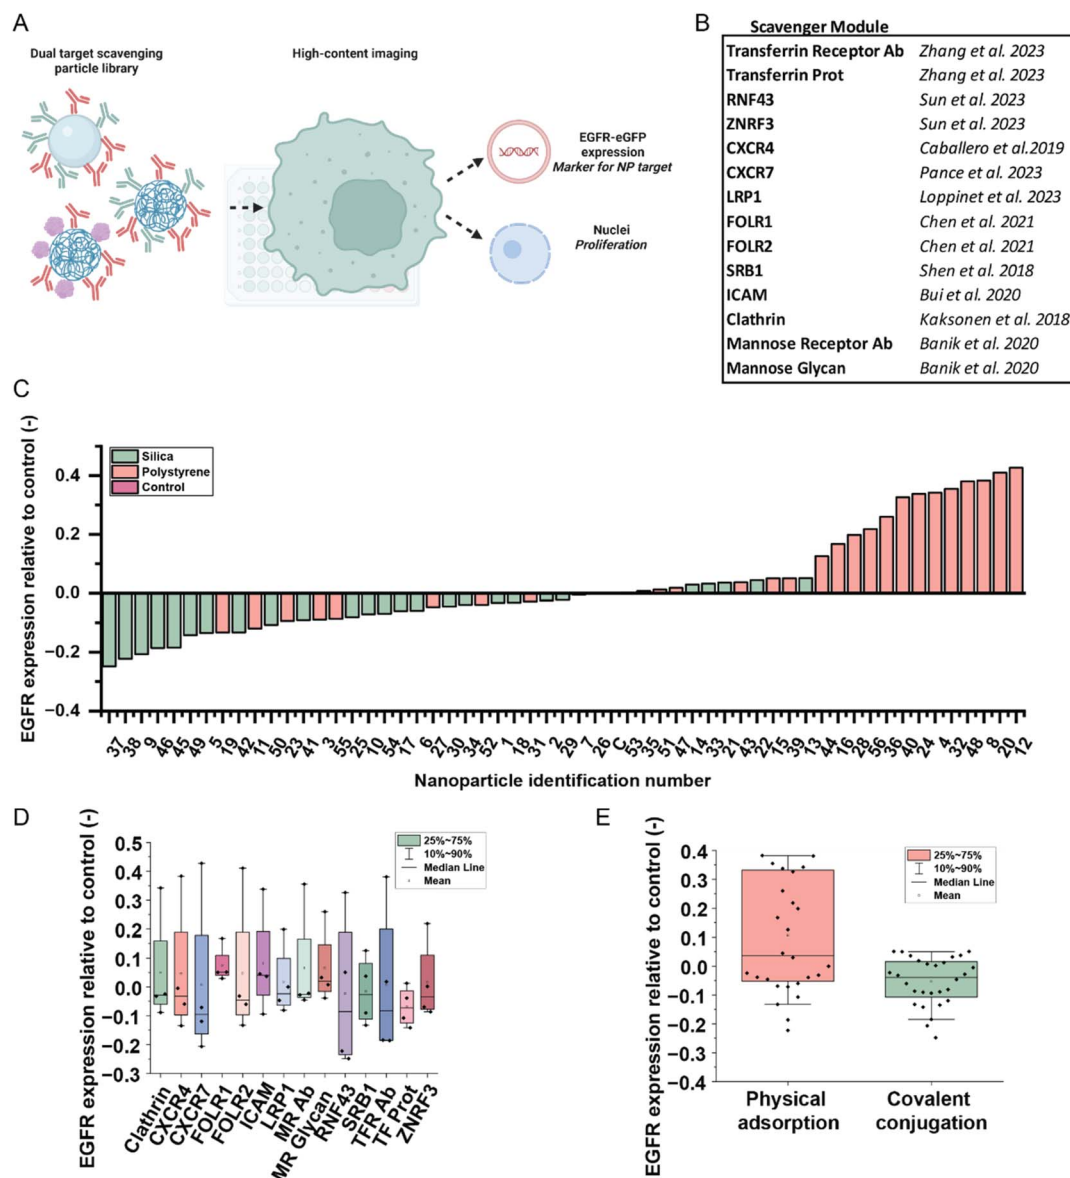 A
Dual target scavenging
particle library
High-content imaging
EGFR-eGFP
expression
Marker for NP target
Nuclei
Proliferation
B
Scavenger Module
Transferrin Receptor Ab Zhang et al. 2023
Transferrin Prot Zhang et al. 2023
RNF43 Sun et al. 2023
ZNRF3 Sun et al. 2023
CXCR4 Caballero et al.2019
CXCR7 Pance et al. 2023
LRP1 Loppinet et al. 2023
FOLR1 Chen et al. 2021
FOLR2 Chen et al. 2021
SRB1 Shen et al. 2018
ICAM Bui et al. 2020
Clathrin Kaksonen et al. 2018
Mannose Receptor Ab Banik et al. 2020
Mannose Glycan Banik et al. 2020
C
EGFR expression relative to control (-)
Silica
Polystyrene
Control
0.4
0.2
0.0
−0.2
−0.4
37 38 9 46 45 49 5 19 42 11 50 23 41 3 55 25 10 54 17 6 27 30 34 52 1 18 31 2 29 7 26 C 53 35 51 47 14 33 21 43 22 15 39 13 44 16 28 56 36 40 24 4 32 48 8 20 12
Nanoparticle identification number
D
EGFR expression relative to control (-)
25%~75%
10%~90%
Median Line
Mean
0.5
0.4
0.3
0.2
0.1
0.0
−0.1
−0.2
−0.3
Clathrin CXCR4 CXCR7 FOLR1 FOLR2 ICAM LRP1 MR Ab MR Glycan RNF43 SRB1 TFR Ab TF Prot ZNRF3
E
EGFR expression relative to control (-)
25%~75%
10%~90%
Median Line
Mean
0.4
0.3
0.2
0.1
0.0
−0.1
−0.2
−0.3
−0.4
Physical adsorption
Covalent conjugation